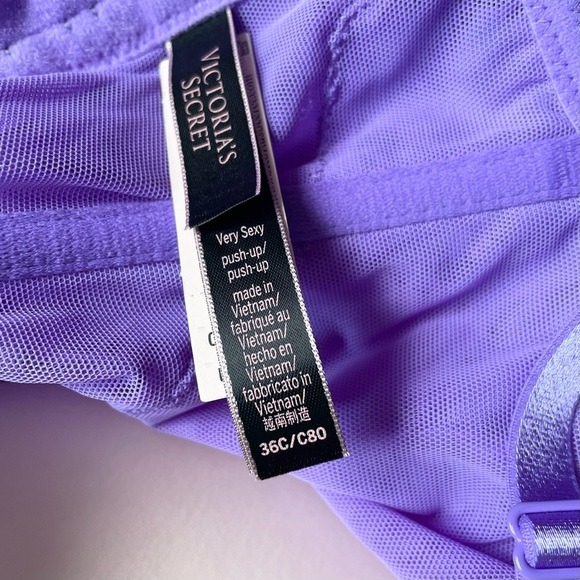 VICTORIA'S
SECRET
Very Sexy
push-up/
push-up
made in
Vietnam/
fabriqué au
Vietnam/
hecho en
Vietnam/
fabbricato in
Vietnam/
越南制造
36C/C80